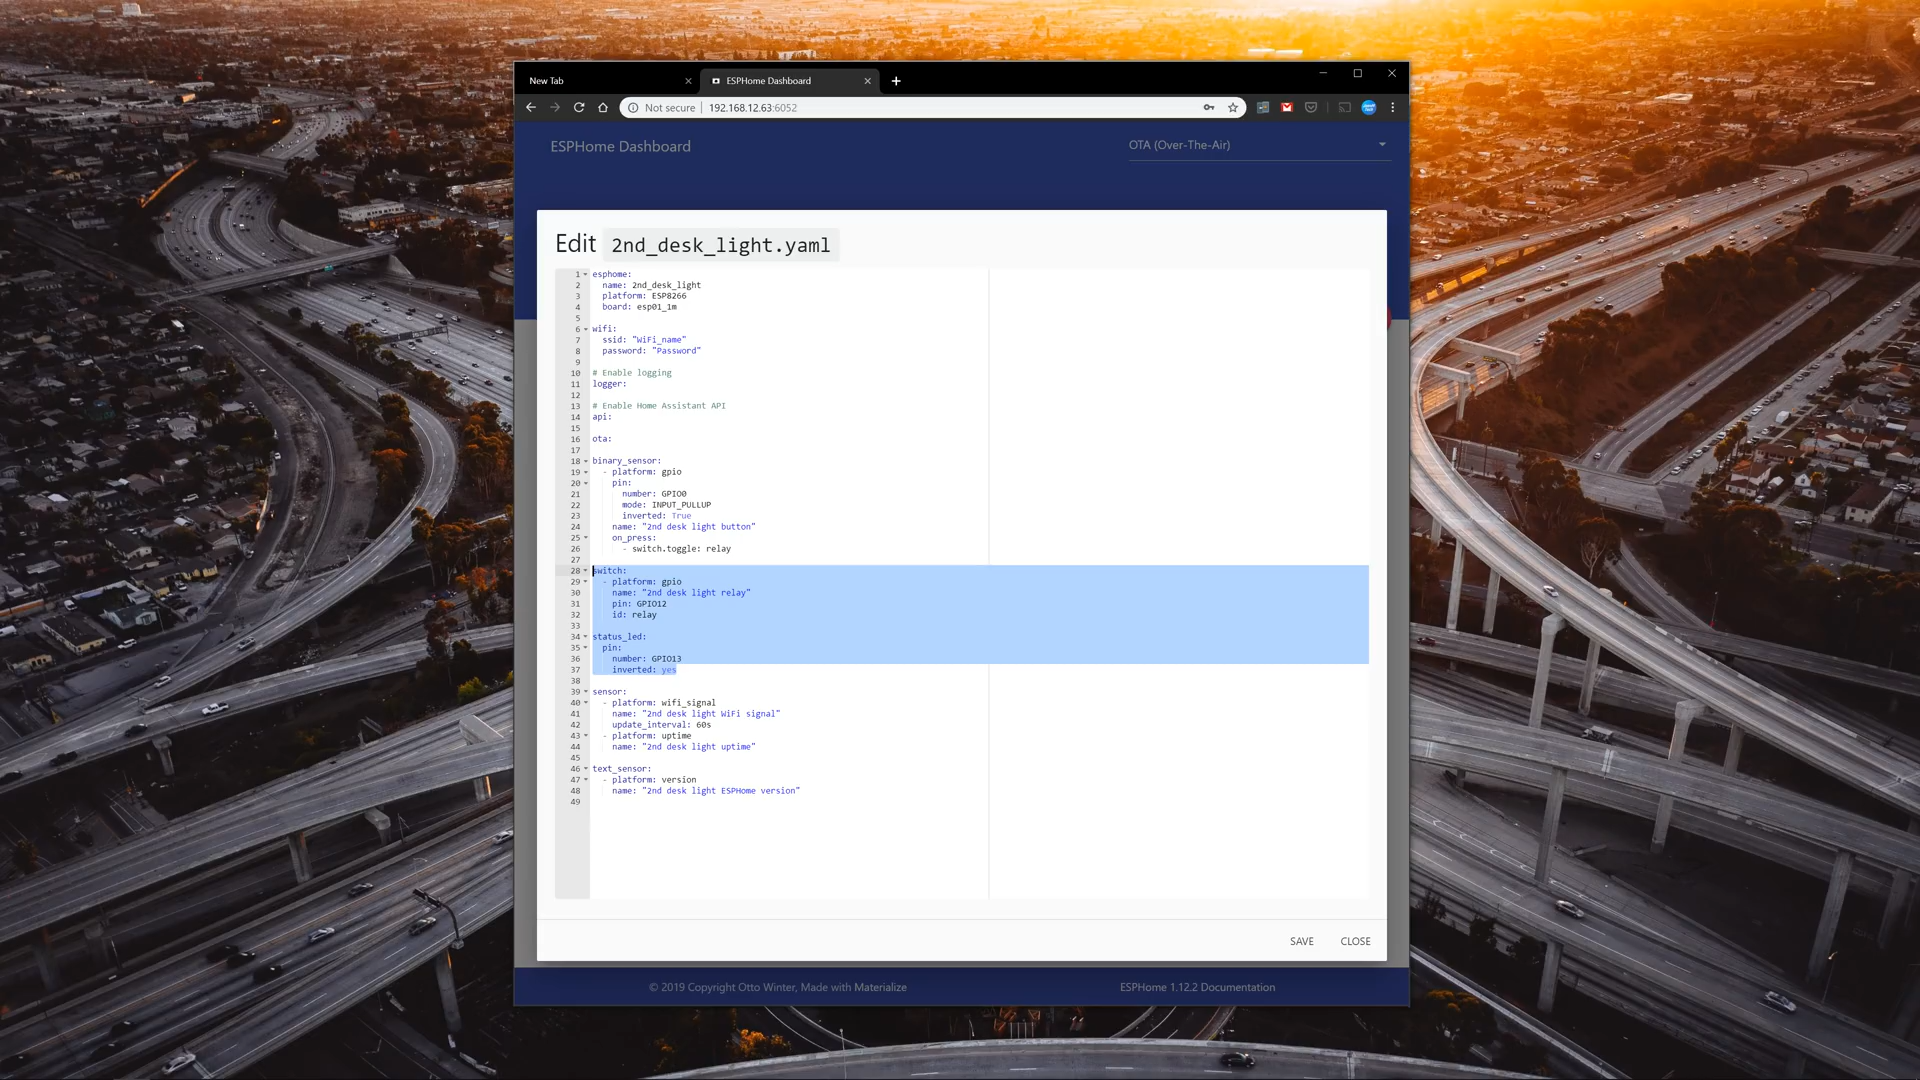 New Tab
ESPHome Dashboard
Not secure | 192.168.12.63:6052
ESPHome Dashboard
OTA (Over-The-Air)
Edit 2nd_desk_light.yaml
1 esphome:
2   name: 2nd_desk_light
3   platform: ESP8266
4   board: esp01_1m
5
6 wifi:
7   ssid: "WiFi_name"
8   password: "Password"
9
10 # Enable logging
11 logger:
12
13 # Enable Home Assistant API
14 api:
15
16 ota:
17
18 binary_sensor:
19   - platform: gpio
20     pin:
21       number: GPIO0
22       mode: INPUT_PULLUP
23       inverted: True
24     name: "2nd desk light button"
25     on_press:
26       - switch.toggle: relay
27
28 switch:
29   - platform: gpio
30     name: "2nd desk light relay"
31     pin: GPIO12
32     id: relay
33
34 status_led:
35   pin:
36     number: GPIO13
37     inverted: yes
38
39 sensor:
40   - platform: wifi_signal
41     name: "2nd desk light WiFi signal"
42     update_interval: 60s
43   - platform: uptime
44     name: "2nd desk light uptime"
45
46 text_sensor:
47   - platform: version
48     name: "2nd desk light ESPHome version"
49
SAVE CLOSE
© 2019 Copyright Otto Winter, Made with Materialize
ESPHome 1.12.2 Documentation